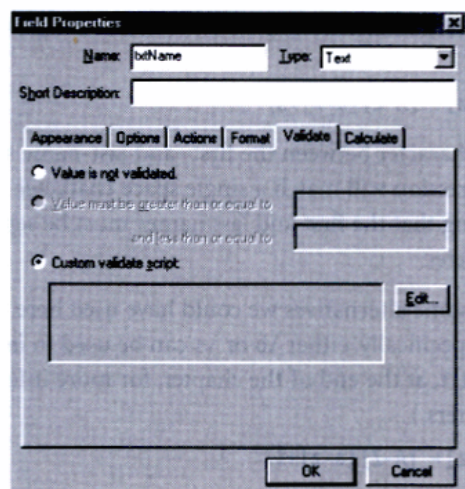 Field Properties
Name: txtName Type: Text
Short Description:
Appearance Options Actions Format Validate Calculate
Value is not validated.
Value must be greater than or equal to
and less than or equal to
Custom validate script:
Edit...
OK Cancel